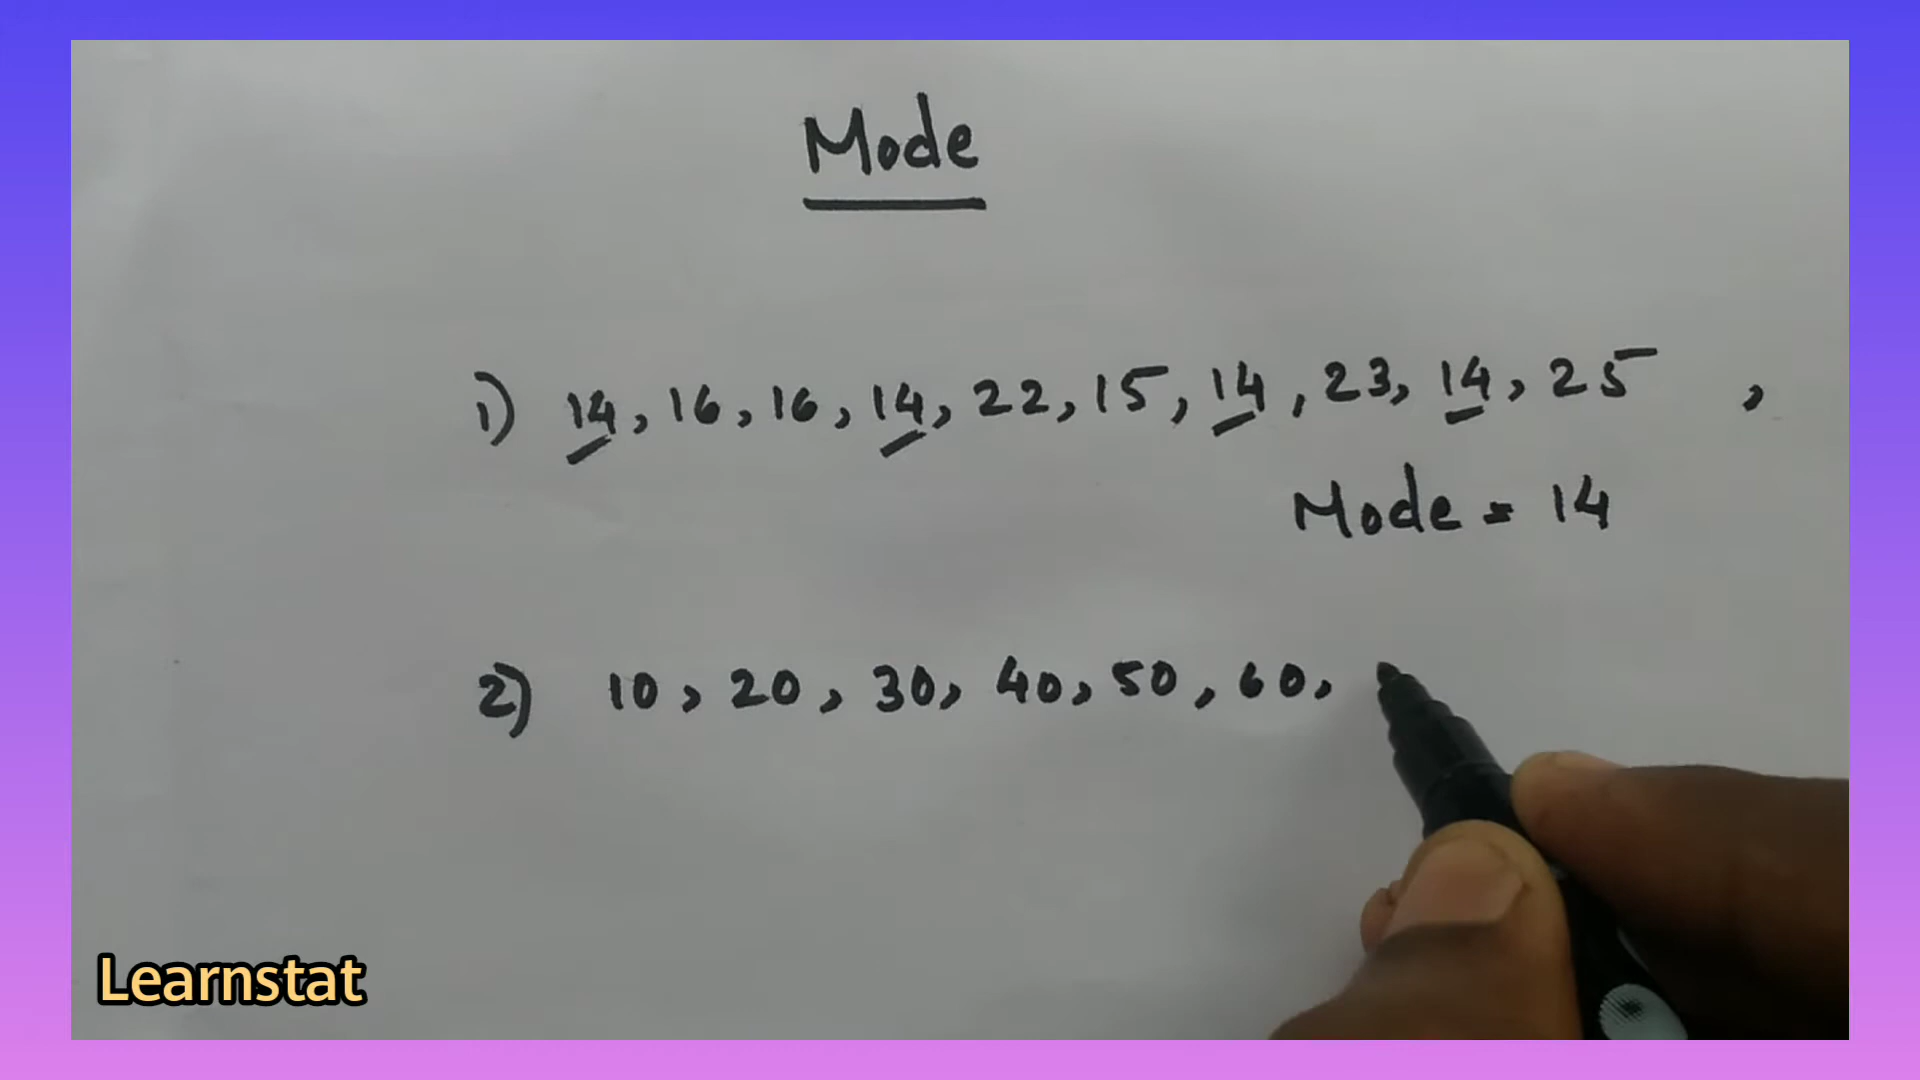 Mode
1) 14, 16, 16, 14, 22, 15, 14, 23, 14, 25 ,
Mode = 14
2) 10, 20, 30, 40, 50, 60,
Learnstat